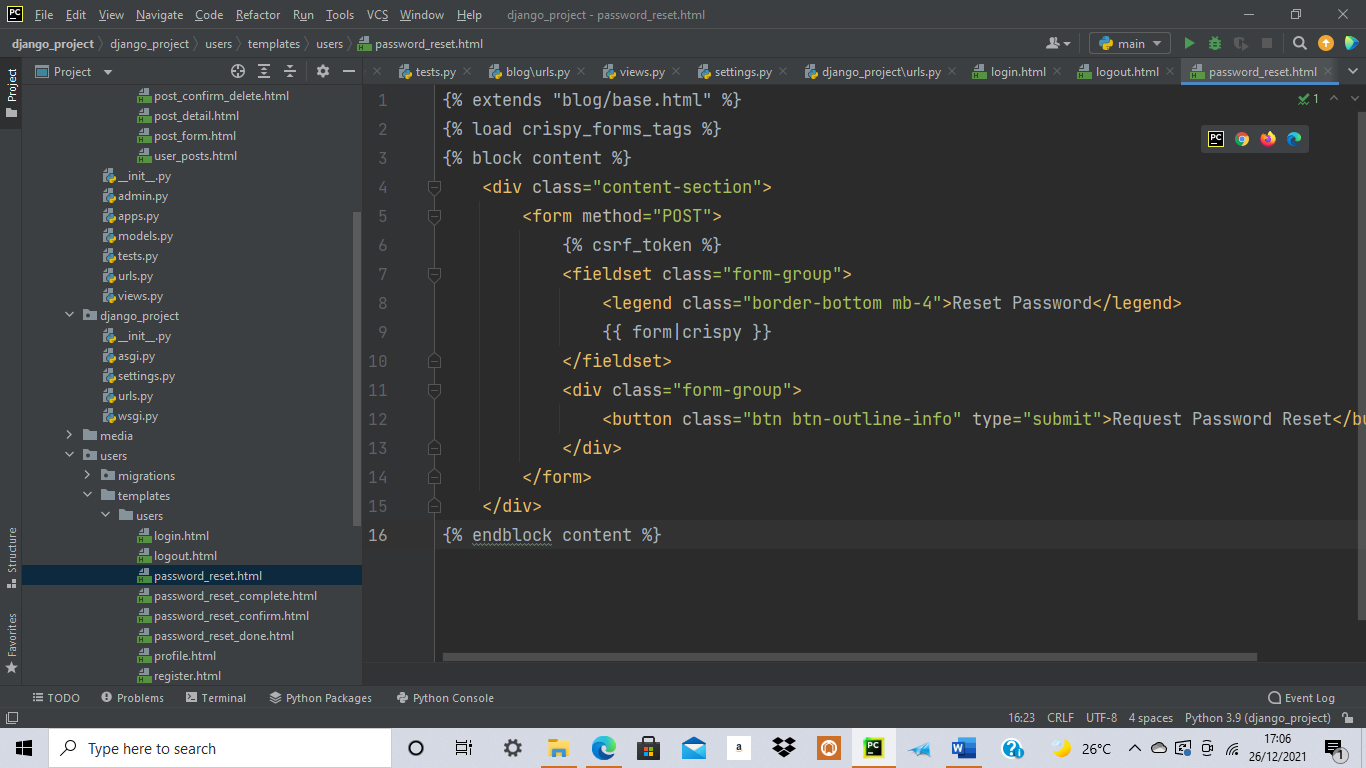 PC File Edit View Navigate Code Refactor Run Tools VCS Window Help django_project - password_reset.html
django_project django_project users templates users password_reset.html main
Project
Project
tests.py blog\urls.py views.py settings.py django_project\urls.py login.html logout.html password_reset.html
post_confirm_delete.html
post_detail.html
post_form.html
user_posts.html
__init__.py
admin.py
apps.py
models.py
tests.py
urls.py
views.py
django_project
__init__.py
asgi.py
settings.py
urls.py
wsgi.py
media
users
migrations
templates
users
login.html
logout.html
password_reset.html
password_reset_complete.html
password_reset_confirm.html
password_reset_done.html
profile.html
register.html
Structure
Favorites
1 {% extends "blog/base.html" %}
2 {% load crispy_forms_tags %}
3 {% block content %}
4 <div class="content-section">
5 <form method="POST">
6 {% csrf_token %}
7 <fieldset class="form-group">
8 <legend class="border-bottom mb-4">Reset Password</legend>
9 {{ form|crispy }}
10 </fieldset>
11 <div class="form-group">
12 <button class="btn btn-outline-info" type="submit">Request Password Reset</bu
13 </div>
14 </form>
15 </div>
16 {% endblock content %}
1
PC
TODO Problems Terminal Python Packages Python Console Event Log
16:23 CRLF UTF-8 4 spaces Python 3.9 (django_project)
Type here to search
a
PC
W
26°C
17:06
26/12/2021
1